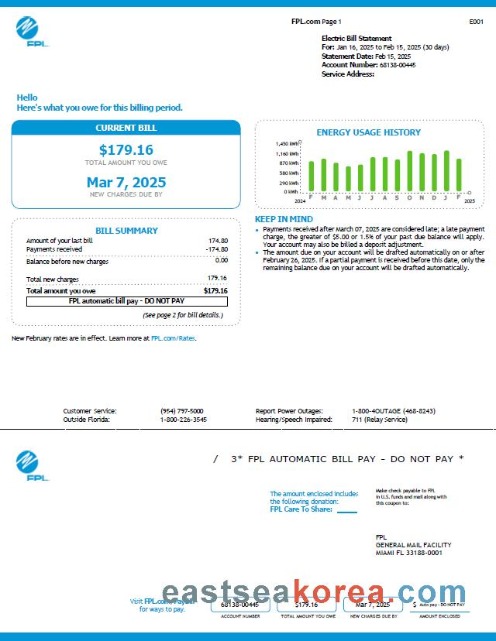 FPL.com Page 1
E001
FPL.
Electric Bill Statement
For: Jan 16, 2025 to Feb 15, 2025 (30 days)
Statement Date: Feb 15, 2025
Account Number: 68138-00445
Service Address:
Hello
Here's what you owe for this billing period.
CURRENT BILL
$179.16
TOTAL AMOUNT YOU OWE
Mar 7, 2025
NEW CHARGES DUE BY
ENERGY USAGE HISTORY
1,450 kWh
1,160 kWh
870 kWh
580 kWh
290 kWh
0 kWh
F M A M J J A S O N D J F
2024
2025
BILL SUMMARY
Amount of your last bill 174.80
Payments received -174.80
Balance before new charges 0.00
Total new charges 179.16
Total amount you owe $179.16
FPL automatic bill pay - DO NOT PAY
(See page 2 for bill details.)
KEEP IN MIND
Payments received after March 07, 2025 are considered late; a late payment
charge, the greater of $5.00 or 1.5% of your past due balance will apply.
Your account may also be billed a deposit adjustment.
The amount due on your account will be drafted automatically on or after
February 26, 2025. If a partial payment is received before this date, only the
remaining balance due on your account will be drafted automatically.
New February rates are in effect. Learn more at FPL.com/Rates.
Customer Service: (954) 797-5000
Outside Florida: 1-800-226-3545
Report Power Outages: 1-800-4OUTAGE (468-8243)
Hearing/Speech Impaired: 711 (Relay Service)
FPL.
/ 3* FPL AUTOMATIC BILL PAY - DO NOT PAY *
The amount enclosed includes
the following donation:
FPL Care To Share:
Make check payable to FPL
in U.S. funds and mail along with
this coupon to:
FPL
GENERAL MAIL FACILITY
MIAMI FL 33188-0001
eastseakorea.com
Visit
for ways to pay.
68138-00445
ACCOUNT NUMBER
$179.16
TOTAL AMOUNT YOU OWE
Mar 7, 2025
NEW CHARGES DUE BY
$ Auto pay - DO NOT PAY
AMOUNT ENCLOSED